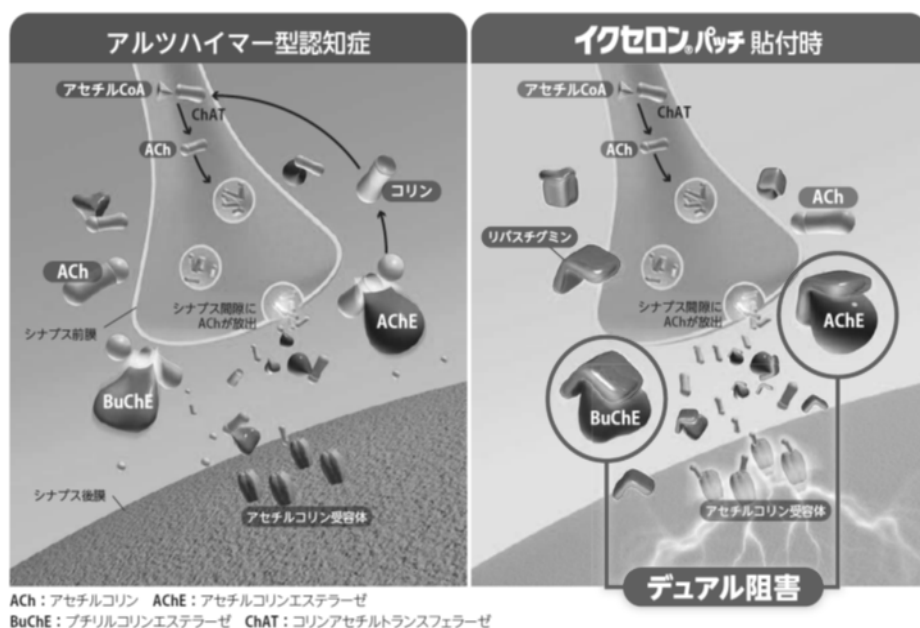 アルツハイマー型認知症
アセチルCoA
ChAT
ACh
コリン
ACh
シナプス間隙に
AChが放出
シナプス前膜
AChE
BuChE
シナプス後膜
アセチルコリン受容体
イクセロン®パッチ 貼付時
アセチルCoA
ChAT
ACh
ACh
リバスチグミン
シナプス間隙に
AChが放出
AChE
BuChE
アセチルコリン受容体
デュアル阻害
ACh：アセチルコリン AChE：アセチルコリンエステラーゼ
BuChE：ブチリルコリンエステラーゼ ChAT：コリンアセチルトランスフェラーゼ